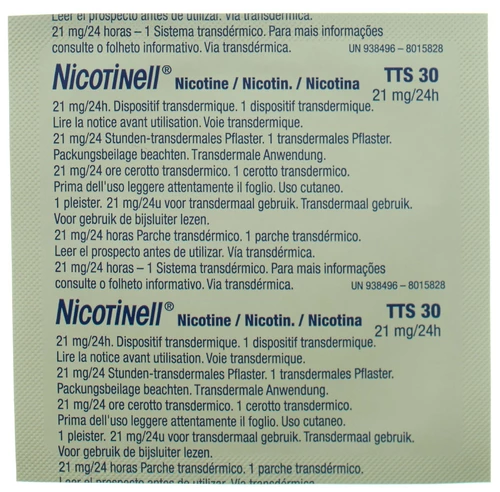 Leer el prospecto antes de utilizar. Vía transdérmica.
21 mg/24 horas – 1 Sistema transdérmico. Para mais informações
consulte o folheto informativo. Via transdérmica. UN 938496 – 8015828
Nicotinell® Nicotine / Nicotin. / Nicotina TTS 30
21 mg/24h
21 mg/24h. Dispositif transdermique. 1 dispositif transdermique.
Lire la notice avant utilisation. Voie transdermique.
21 mg/24 Stunden-transdermales Pflaster. 1 transdermales Pflaster.
Packungsbeilage beachten. Transdermale Anwendung.
21 mg/24 ore cerotto transdermico. 1 cerotto transdermico.
Prima dell'uso leggere attentamente il foglio. Uso cutaneo.
1 pleister. 21 mg/24u voor transdermaal gebruik. Transdermaal gebruik.
Voor gebruik de bijsluiter lezen.
21 mg/24 horas Parche transdérmico. 1 parche transdérmico.
Leer el prospecto antes de utilizar. Vía transdérmica.
21 mg/24 horas – 1 Sistema transdérmico. Para mais informações
consulte o folheto informativo. Via transdérmica. UN 938496 – 8015828
Nicotinell® Nicotine / Nicotin. / Nicotina TTS 30
21 mg/24h
21 mg/24h. Dispositif transdermique. 1 dispositif transdermique.
Lire la notice avant utilisation. Voie transdermique.
21 mg/24 Stunden-transdermales Pflaster. 1 transdermales Pflaster.
Packungsbeilage beachten. Transdermale Anwendung.
21 mg/24 ore cerotto transdermico. 1 cerotto transdermico.
Prima dell'uso leggere attentamente il foglio. Uso cutaneo.
1 pleister. 21 mg/24u voor transdermaal gebruik. Transdermaal gebruik.
Voor gebruik de bijsluiter lezen.
21 mg/24 horas Parche transdérmico. 1 parche transdérmico.